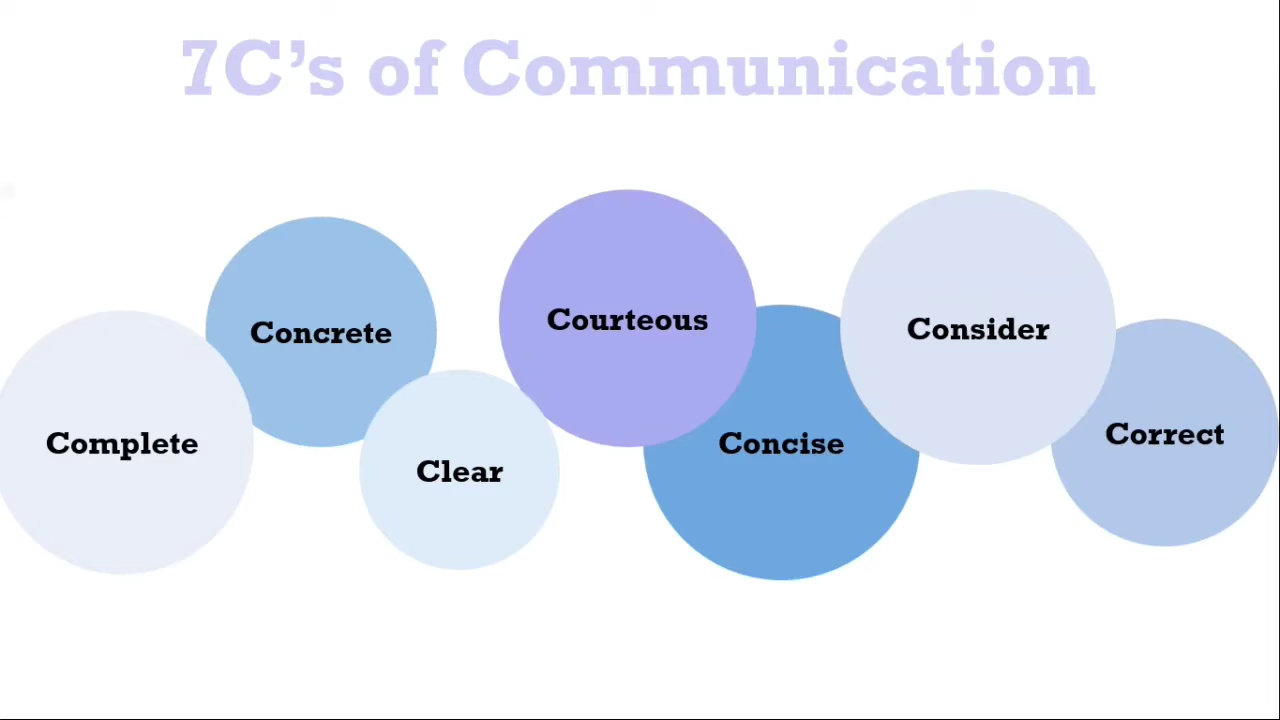 7C’s of Communication
Complete
Concrete
Clear
Courteous
Concise
Consider
Correct